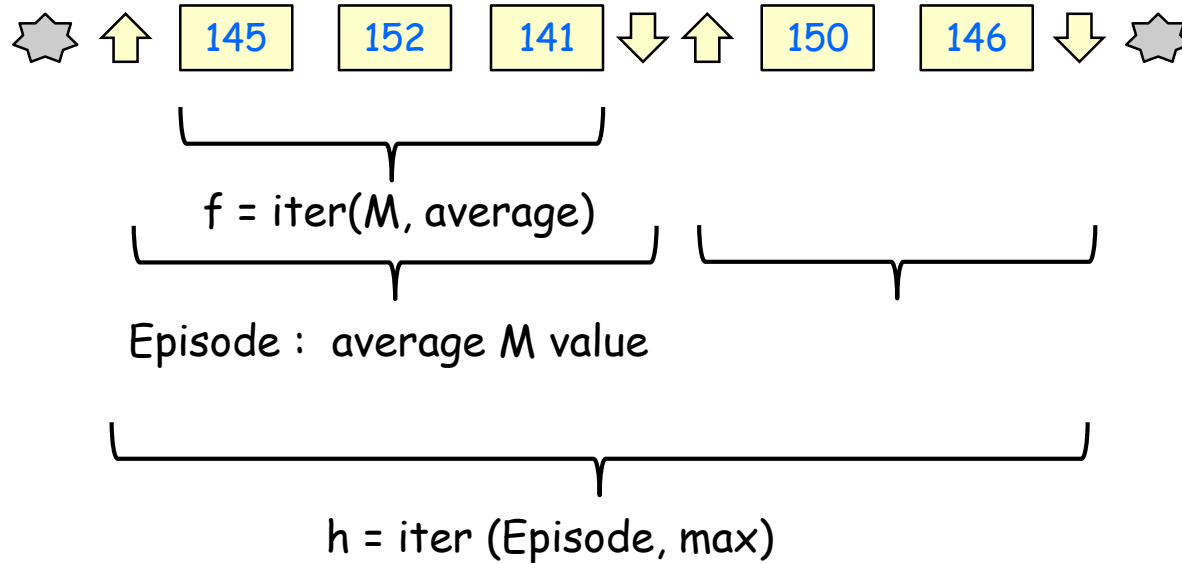 145 152 141 150 146
f = iter(M, average)
Episode : average M value
h = iter (Episode, max)